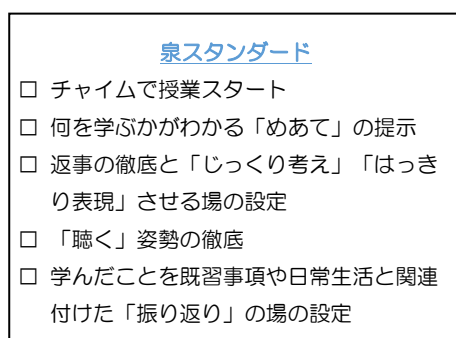 泉スタンダード
□ チャイムで授業スタート
□ 何を学ぶかがわかる「めあて」の提示
□ 返事の徹底と「じっくり考え」「はっき
り表現」させる場の設定
□ 「聴く」姿勢の徹底
□ 学んだことを既習事項や日常生活と関連
付けた「振り返り」の場の設定